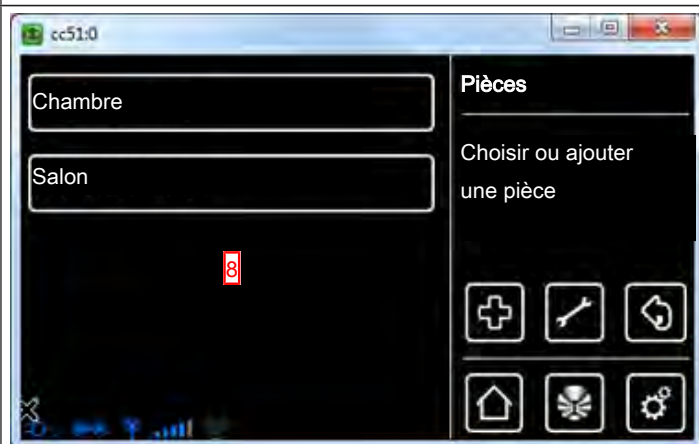 cc51:0
Chambre
Salon
8
Pièces
Choisir ou ajouter
une pièce